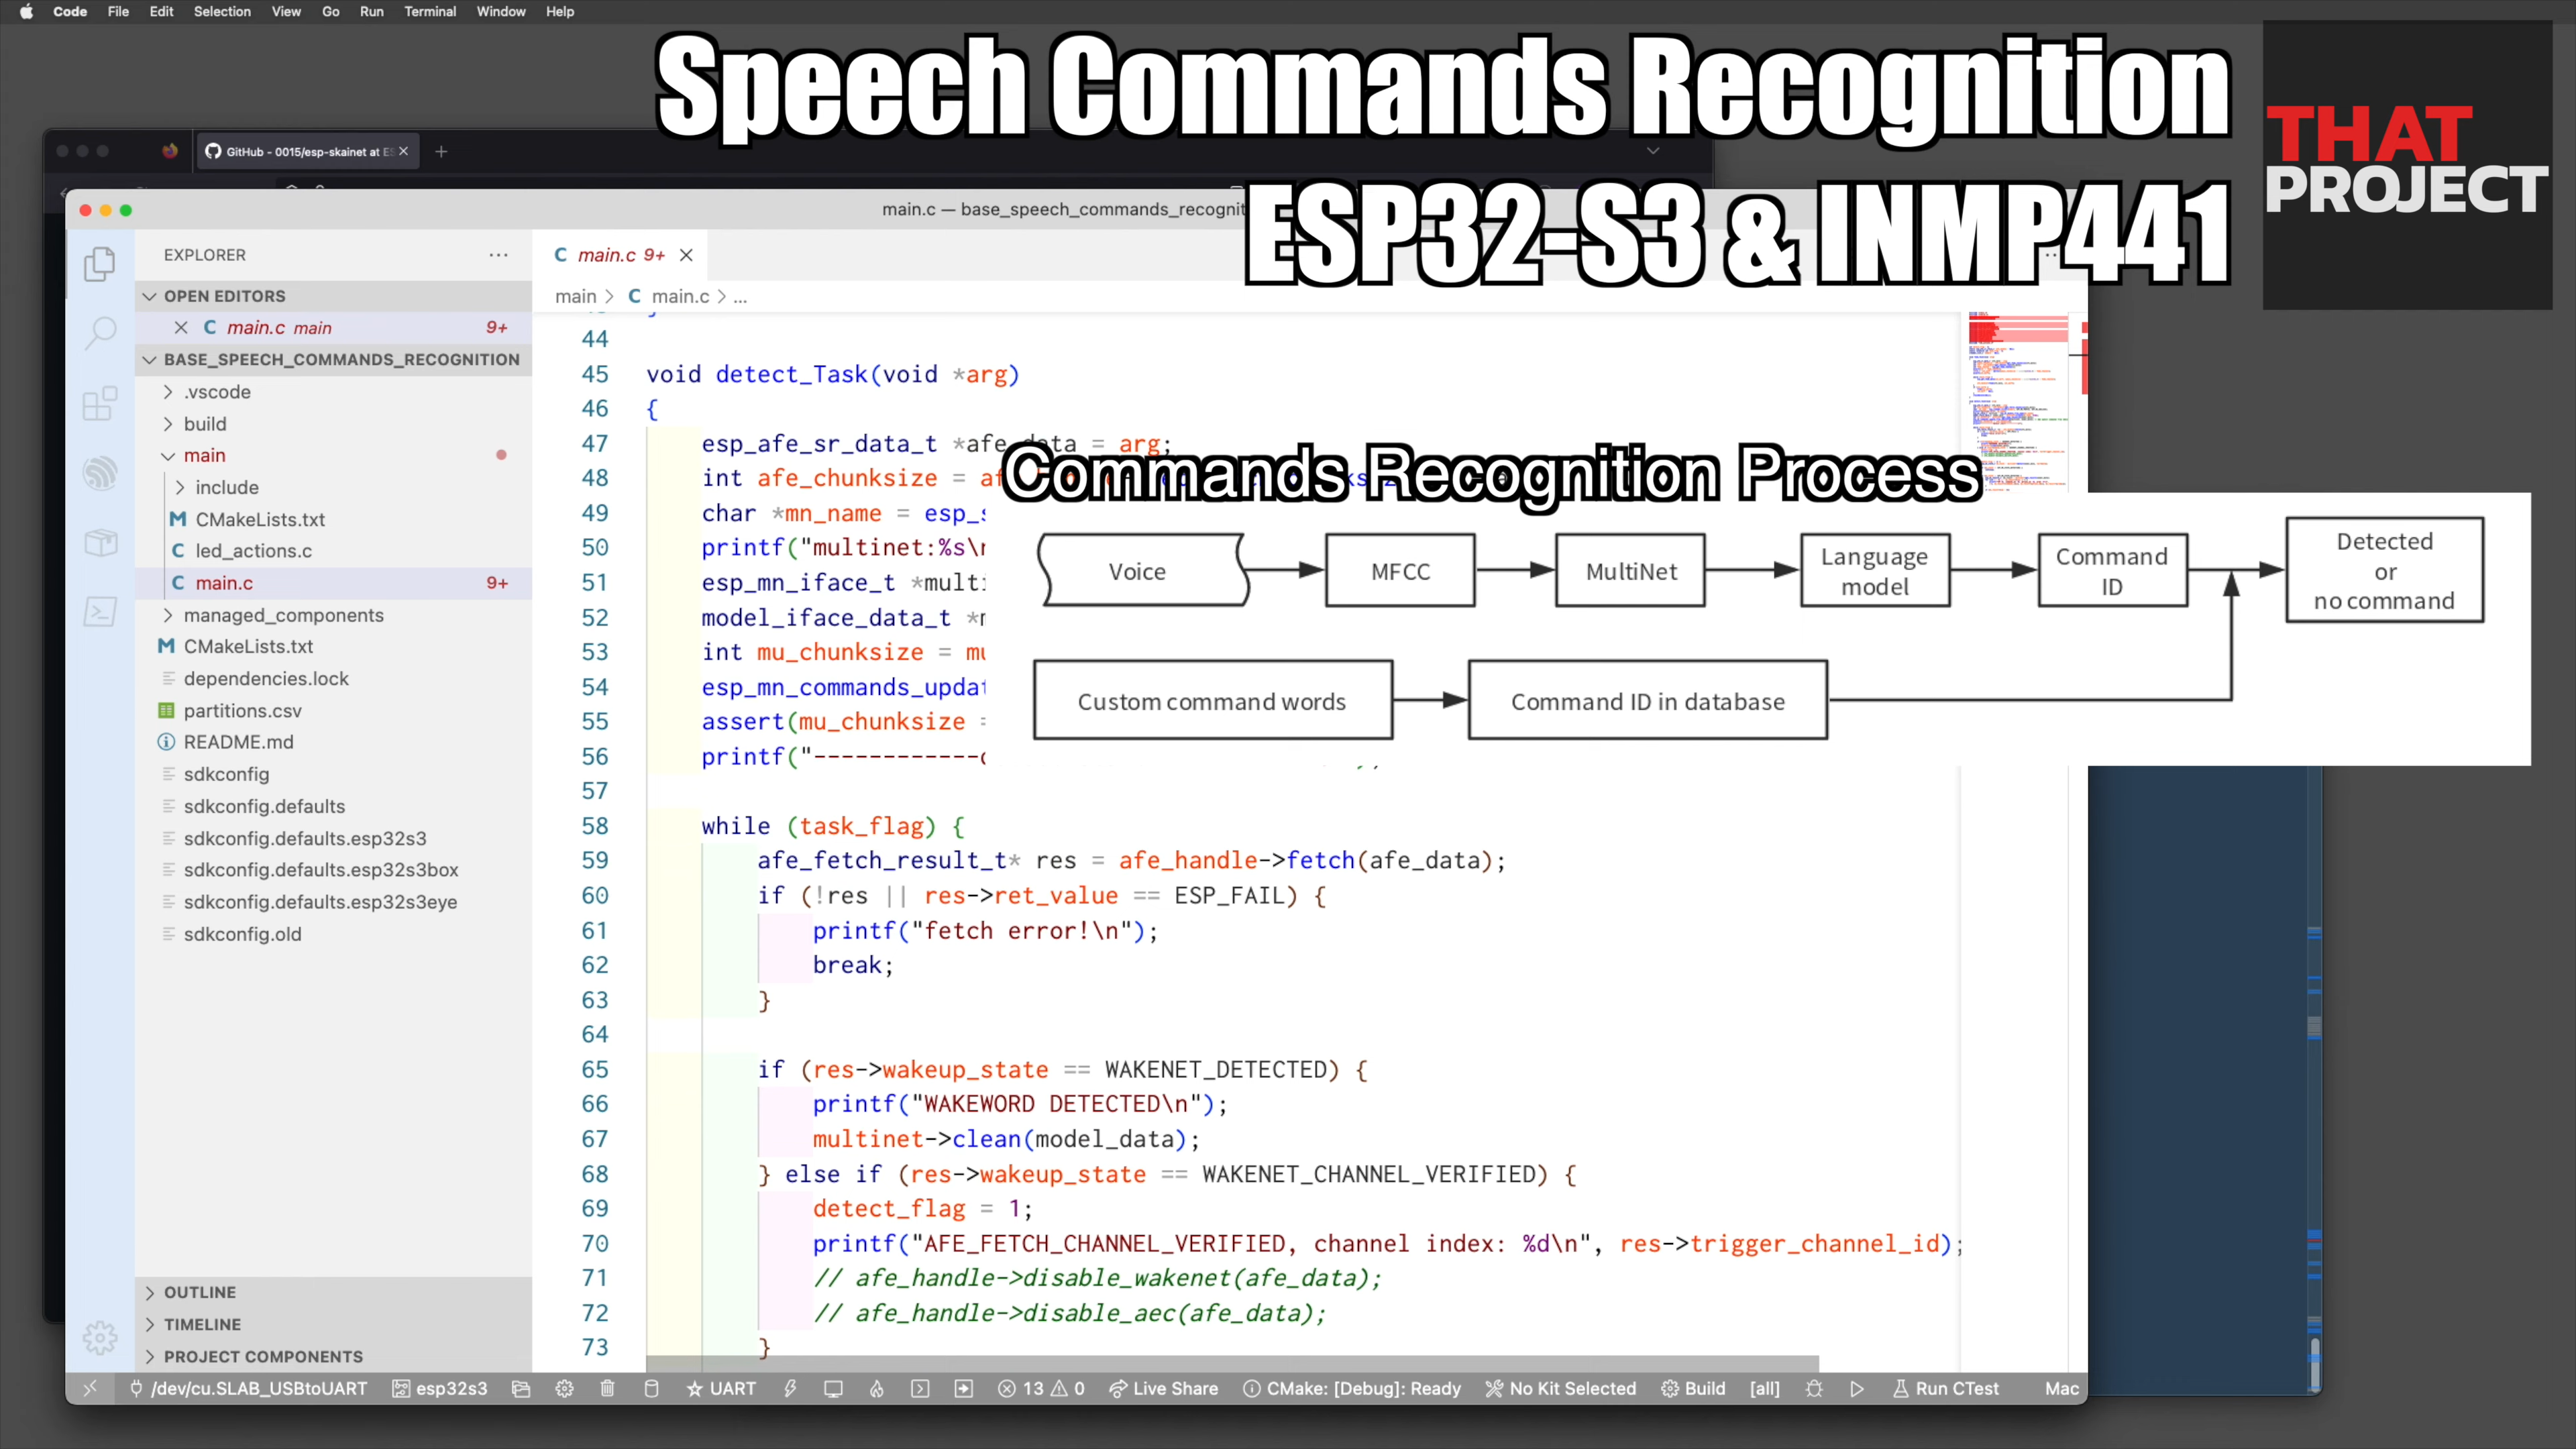 Code File Edit Selection View Go Run Terminal Window Help
Speech Commands Recognition
ESP32-S3 & INMP441
THAT
PROJECT
GitHub - 0015/esp-skainet at ES
main.c — base_speech_commands_recognit
EXPLORER
OPEN EDITORS
main.c main 9+
BASE_SPEECH_COMMANDS_RECOGNITION
.vscode
build
main
include
CMakeLists.txt
led_actions.c
main.c 9+
managed_components
CMakeLists.txt
dependencies.lock
partitions.csv
README.md
sdkconfig
sdkconfig.defaults
sdkconfig.defaults.esp32s3
sdkconfig.defaults.esp32s3box
sdkconfig.defaults.esp32s3eye
sdkconfig.old
OUTLINE
TIMELINE
PROJECT COMPONENTS
C main.c 9+
main > C main.c > ...
44
45 void detect_Task(void *arg)
46 {
47 esp_afe_sr_data_t *afe_data = arg;
48 int afe_chunksize = af
49 char *mn_name = esp_s
50 printf("multinet:%s\n
51 esp_mn_iface_t *multi
52 model_iface_data_t *m
53 int mu_chunksize = mu
54 esp_mn_commands_updat
55 assert(mu_chunksize =
56 printf("------------d
57
58 while (task_flag) {
59 afe_fetch_result_t* res = afe_handle->fetch(afe_data);
60 if (!res || res->ret_value == ESP_FAIL) {
61 printf("fetch error!\n");
62 break;
63 }
64
65 if (res->wakeup_state == WAKENET_DETECTED) {
66 printf("WAKEWORD DETECTED\n");
67 multinet->clean(model_data);
68 } else if (res->wakeup_state == WAKENET_CHANNEL_VERIFIED) {
69 detect_flag = 1;
70 printf("AFE_FETCH_CHANNEL_VERIFIED, channel index: %d\n", res->trigger_channel_id);
71 // afe_handle->disable_wakenet(afe_data);
72 // afe_handle->disable_aec(afe_data);
73 }
Commands Recognition Process
Voice
MFCC
MultiNet
Language
model
Command
ID
Detected
or
no command
Custom command words
Command ID in database
/dev/cu.SLAB_USBtoUART esp32s3 UART 13 0 Live Share CMake: [Debug]: Ready No Kit Selected Build [all] Run CTest Mac